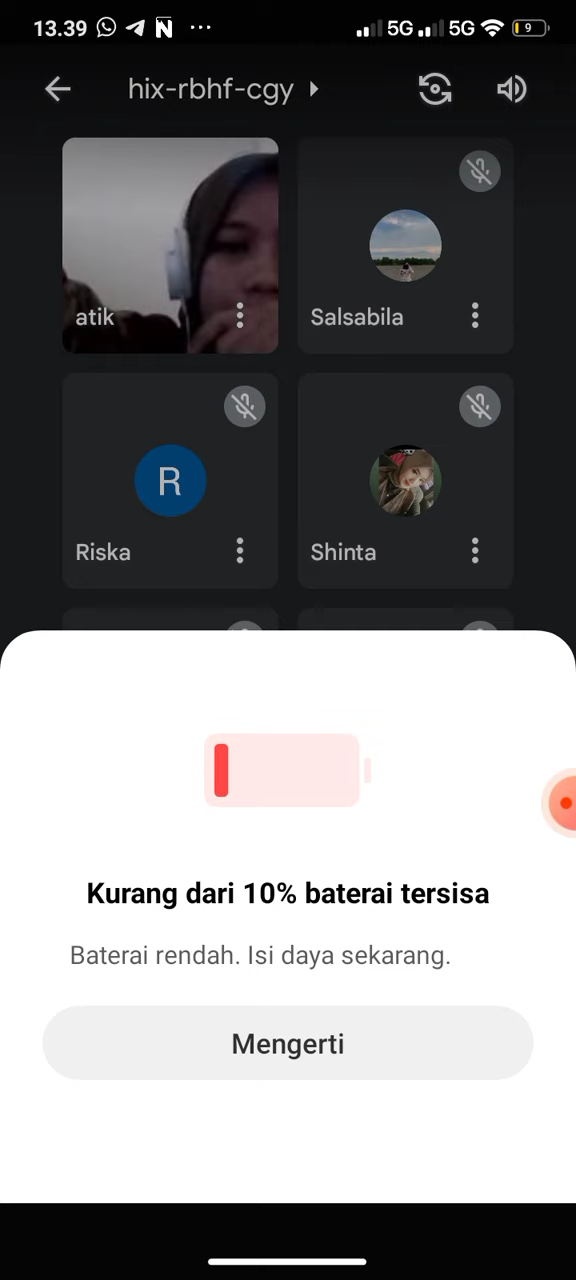 13.39 N ... 5G 5G 9
hix-rbhf-cgy
atik
Salsabila
R
Riska
Shinta
Kurang dari 10% baterai tersisa
Baterai rendah. Isi daya sekarang.
Mengerti